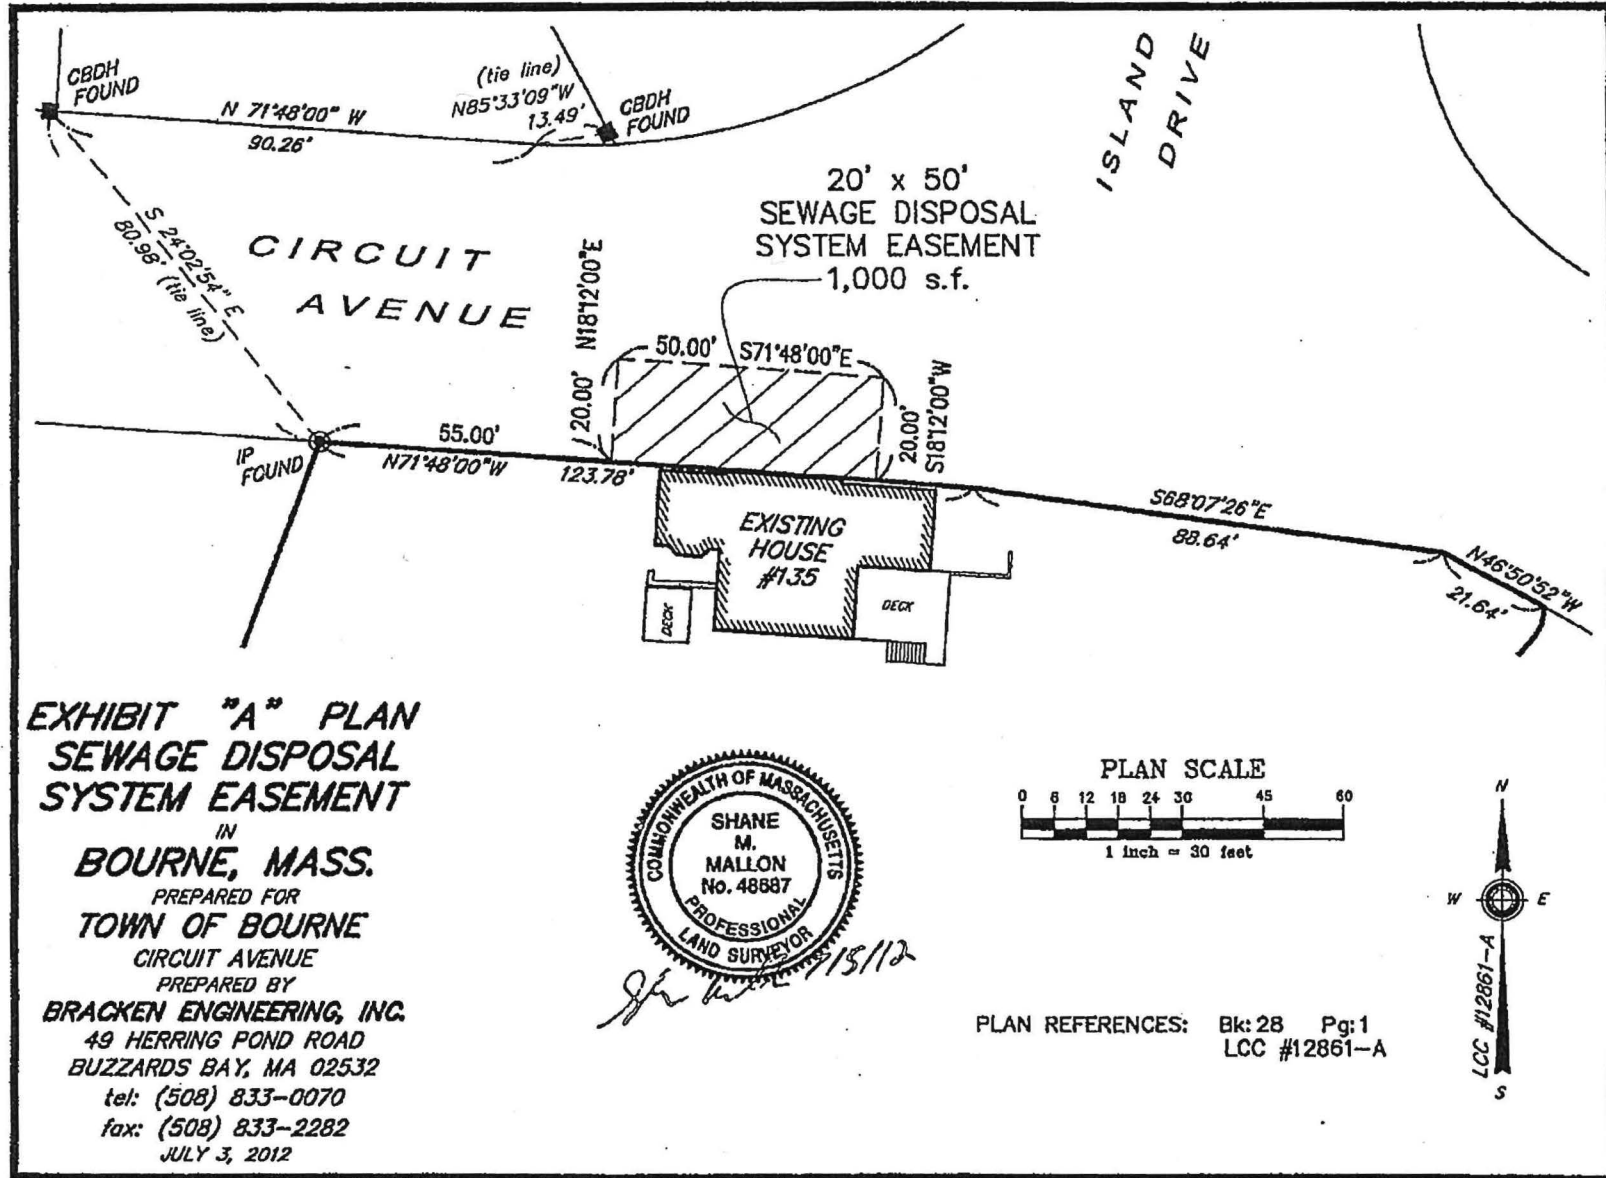 CBDH
FOUND
N 71°48'00" W
90.26'
(tie line)
N85°33'09"W
13.49'
CBDH
FOUND
ISLAND
DRIVE
S 24°02'54" E
80.98' (tie line)
CIRCUIT
AVENUE
20' x 50'
SEWAGE DISPOSAL
SYSTEM EASEMENT
1,000 s.f.
N18°12'00"E
20.00'
50.00' S71°48'00"E
20.00'
S18°12'00"W
IP
FOUND
55.00'
N71°48'00"W
123.78'
EXISTING
HOUSE
#135
DECK
DECK
S68°07'26"E
88.64'
N46°50'52"W
21.64'
EXHIBIT "A" PLAN
SEWAGE DISPOSAL
SYSTEM EASEMENT
IN
BOURNE, MASS.
PREPARED FOR
TOWN OF BOURNE
CIRCUIT AVENUE
PREPARED BY
BRACKEN ENGINEERING, INC.
49 HERRING POND ROAD
BUZZARDS BAY, MA 02532
tel: (508) 833-0070
fax: (508) 833-2282
JULY 3, 2012
COMMONWEALTH OF MASSACHUSETTS
SHANE
M.
MALLON
No. 48687
PROFESSIONAL
LAND SURVEYOR
PLAN SCALE
0 6 12 18 24 30 45 60
1 inch = 30 feet
PLAN REFERENCES: Bk: 28 Pg: 1
LCC #12861-A
N
W E
LCC #12861-A
S